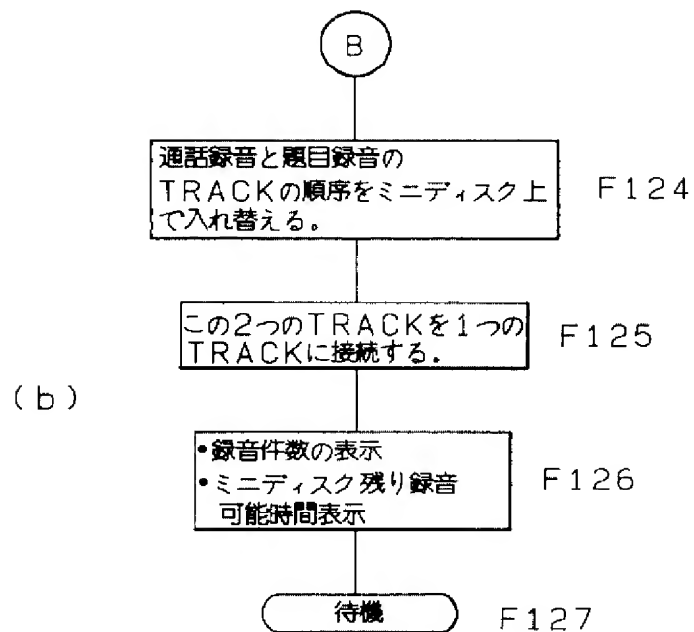 B
通話録音と題目録音の
TRACKの順序をミニディスク上
で入れ替える。
F124
この2つのTRACKを1つの
TRACKに接続する.
F125
(b)
•録音件数の表示
•ミニディスク残り録音
可能時間表示
F126
待機
F127